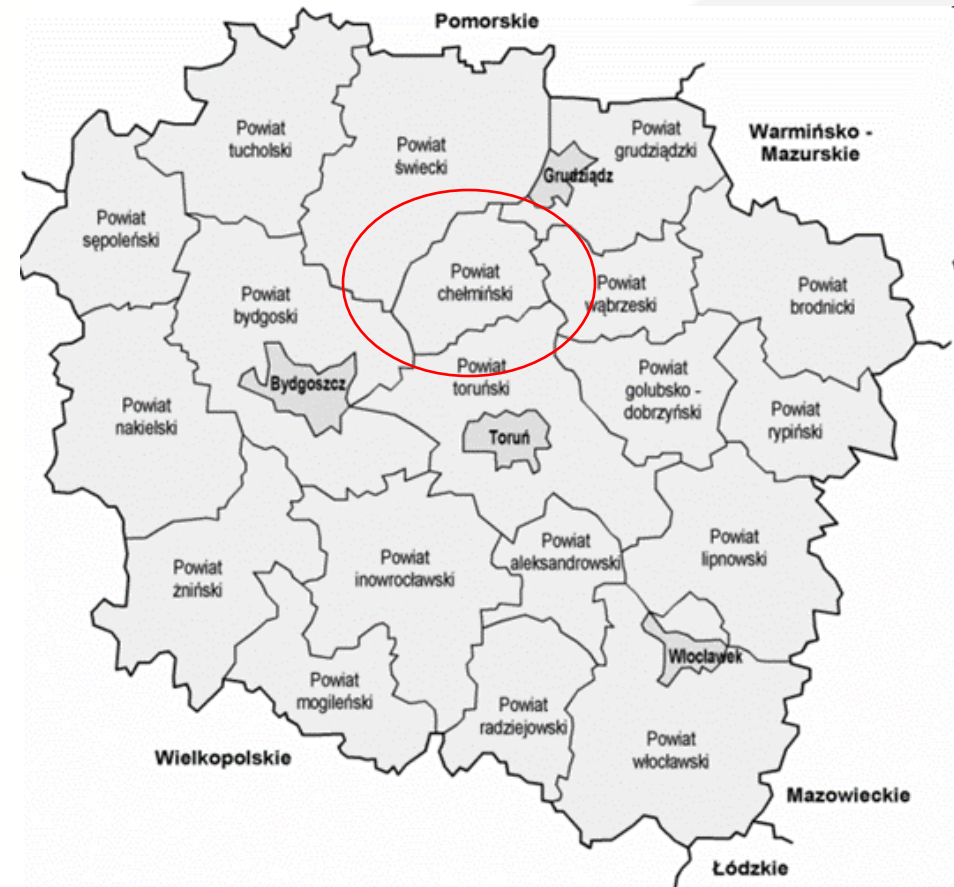 Pomorskie
Warmińsko -
Mazurskie
Powiat
tucholski
Powiat
świecki
Powiat
grudziądzki
Grudziądz
Powiat
sępoleński
Powiat
bydgoski
Powiat
chełmiński
Powiat
wąbrzeski
Powiat
brodnicki
Bydgoszcz
Powiat
toruński
Powiat
golubsko -
dobrzyński
Powiat
nakielski
Toruń
Powiat
rypiński
Powiat
żniński
Powiat
inowrocławski
Powiat
aleksandrowski
Powiat
lipnowski
Włocławek
Powiat
mogileński
Powiat
radziejowski
Powiat
włocławski
Wielkopolskie
Mazowieckie
Łódzkie